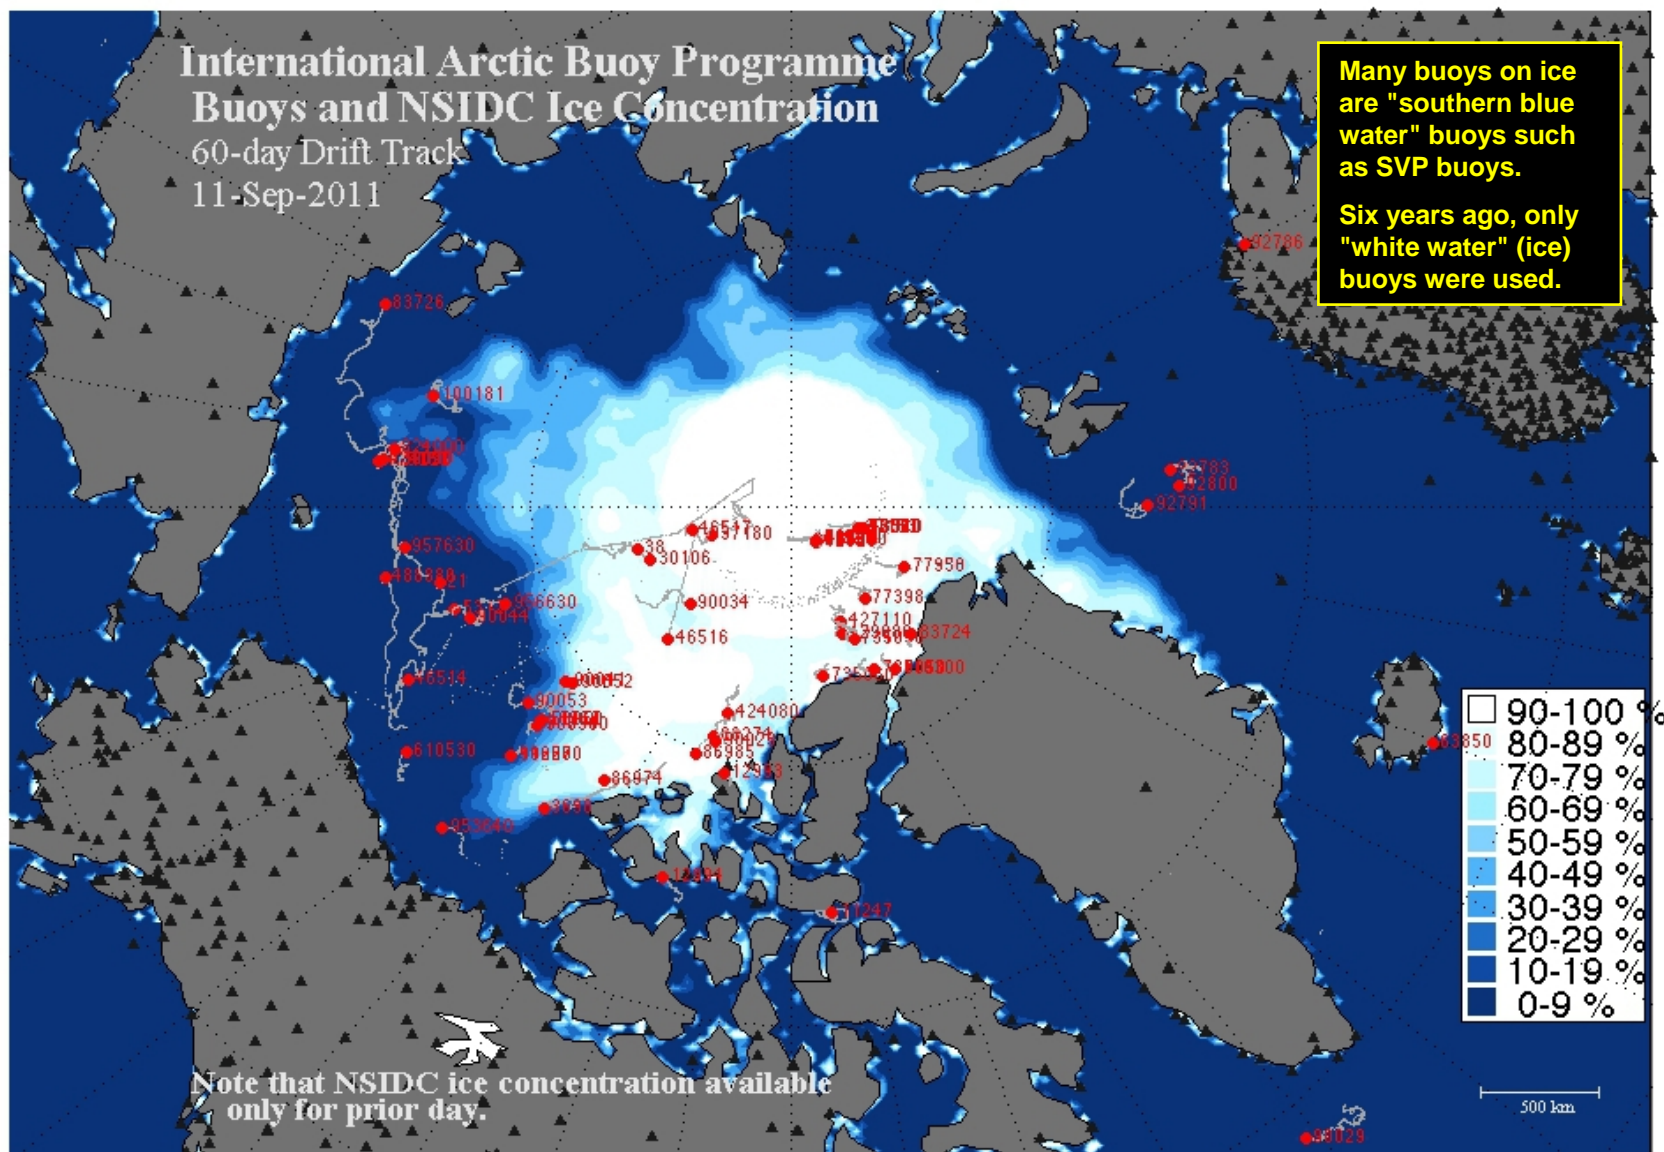 International Arctic Buoy Programme
Buoys and NSIDC Ice Concentration
60-day Drift Track
11-Sep-2011
Many buoys on ice
are "southern blue
water" buoys such
as SVP buoys.
Six years ago, only
"white water" (ice)
buoys were used.
92786
83726
100181
92783
92800
92791
46517
38
30106
957630
21
77950
956630
90034
77398
90044
427110
46516
83724
46514
90053
424080
83850
610530
86985
86974
953640
11247
90-100 %
80-89 %
70-79 %
60-69 %
50-59 %
40-49 %
30-39 %
20-29 %
10-19 %
0-9 %
Note that NSIDC ice concentration available
only for prior day.
500 km